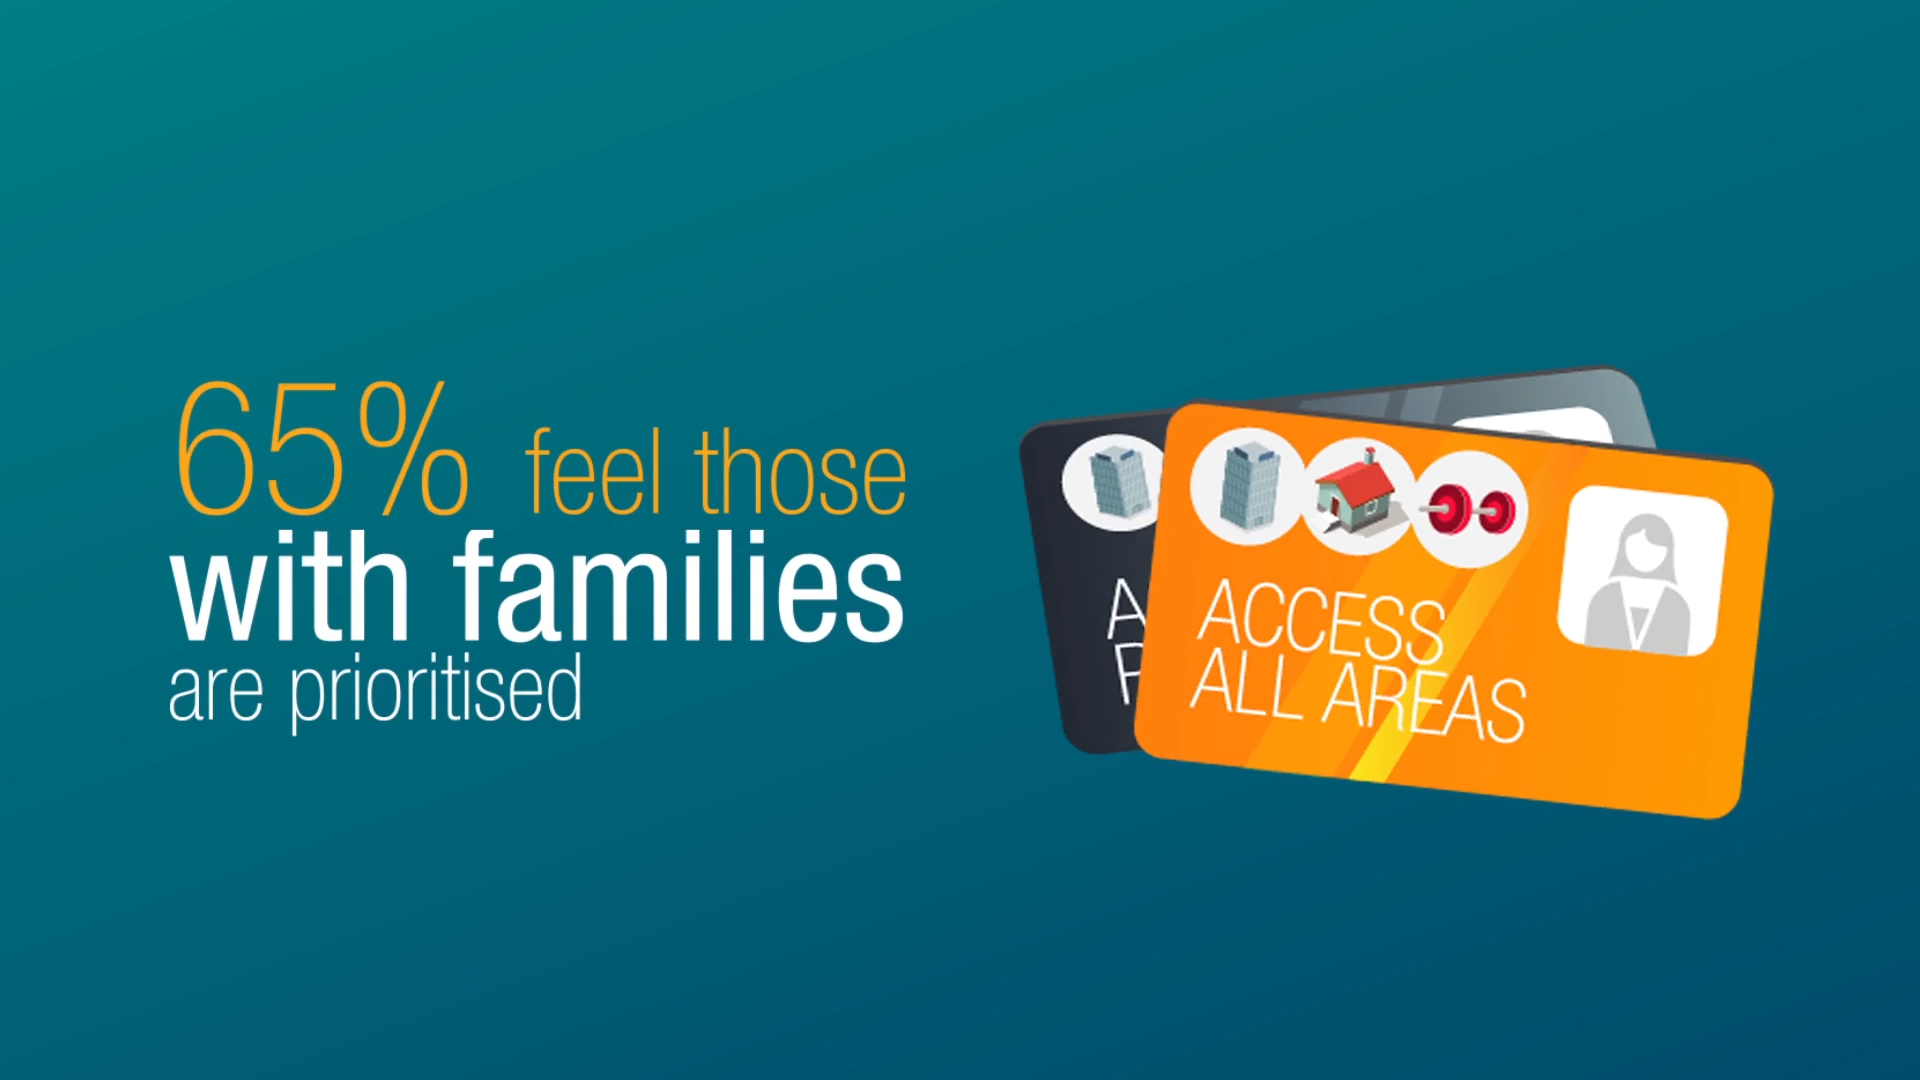 65% feel those
with families
are prioritised
A
P
ACCESS
ALL AREAS